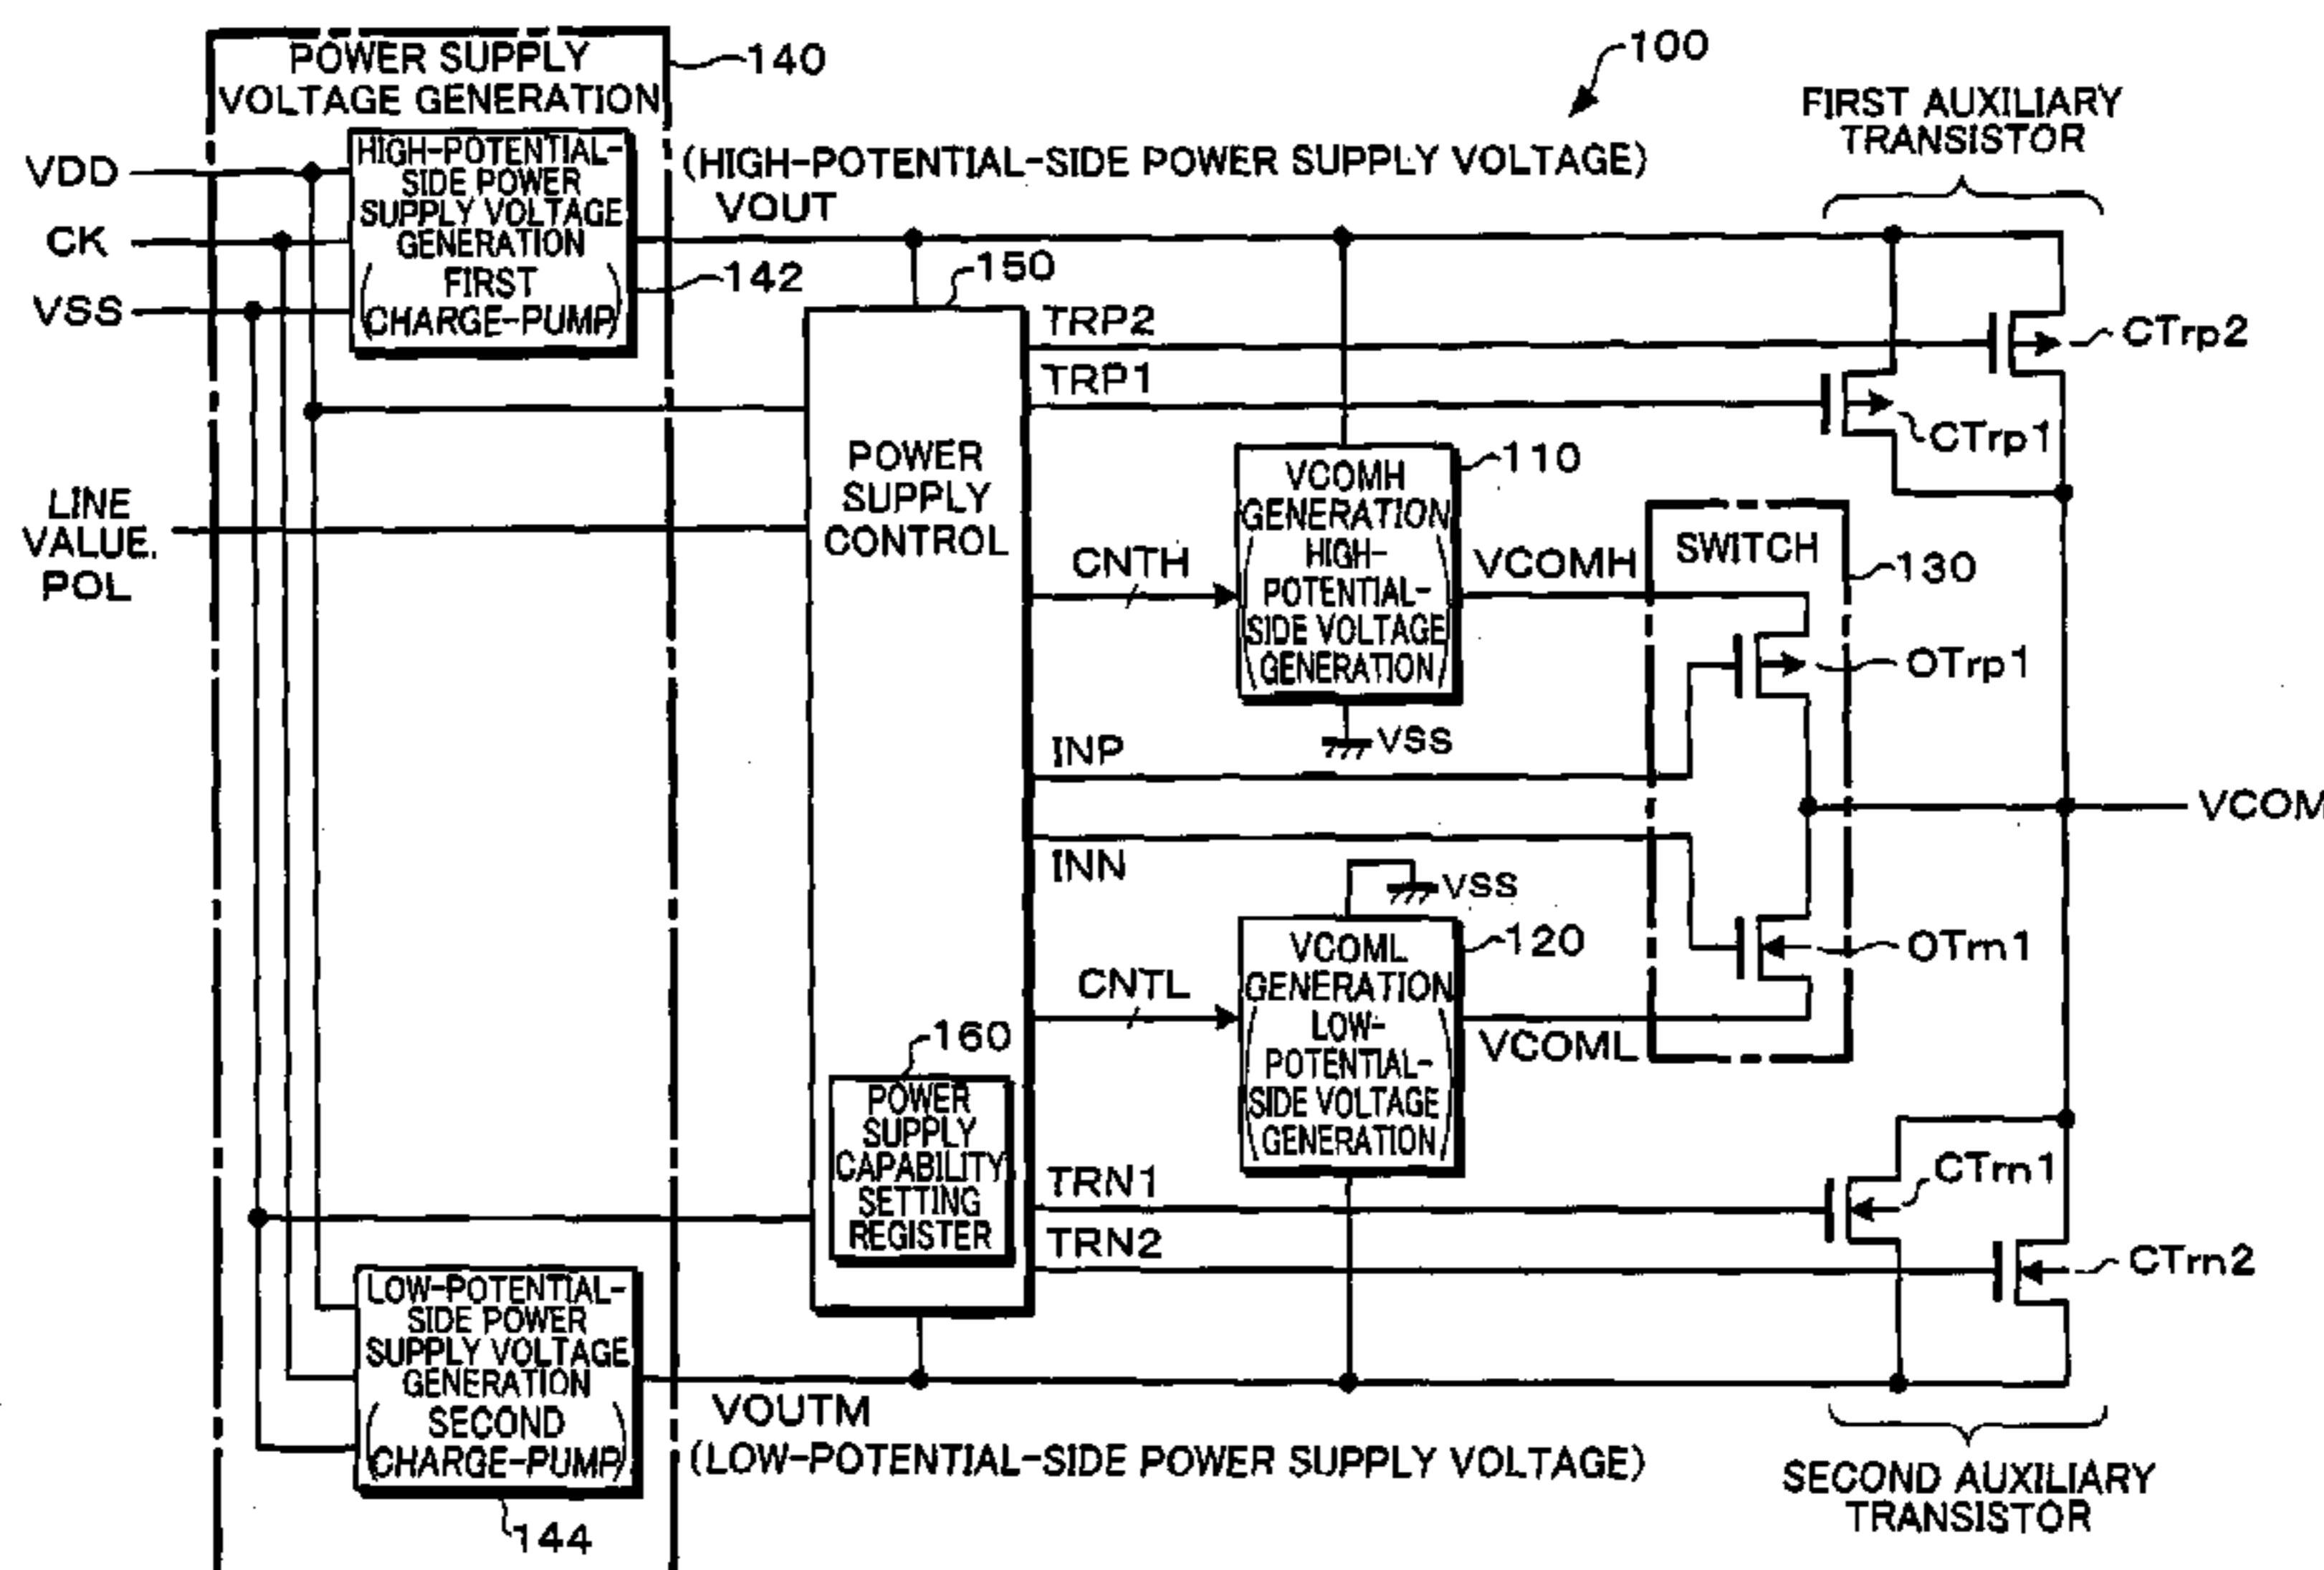 POWER SUPPLY
VOLTAGE GENERATION
140
100
FIRST AUXILIARY
TRANSISTOR
VDD
CK
VSS
HIGH-POTENTIAL-
SIDE POWER
SUPPLY VOLTAGE
GENERATION
(FIRST
CHARGE-PUMP)
142
(HIGH-POTENTIAL-SIDE POWER SUPPLY VOLTAGE)
VOUT
150
TRP2
TRP1
CTrp2
CTrp1
LINE
VALUE.
POL
POWER
SUPPLY
CONTROL
CNTH
VCOMH
GENERATION
(HIGH-
POTENTIAL-
SIDE VOLTAGE
GENERATION)
110
VCOMH
SWITCH
130
OTrp1
VSS
INP
INN
VCOM
VSS
OTrn1
CNTL
VCOML
GENERATION
(LOW-
POTENTIAL-
SIDE VOLTAGE
GENERATION)
120
VCOML
160
POWER
SUPPLY
CAPABILITY
SETTING
REGISTER
TRN1
TRN2
CTrn1
CTrn2
LOW-POTENTIAL-
SIDE POWER
SUPPLY VOLTAGE
GENERATION
(SECOND
CHARGE-PUMP)
144
VOUTM
(LOW-POTENTIAL-SIDE POWER SUPPLY VOLTAGE)
SECOND AUXILIARY
TRANSISTOR